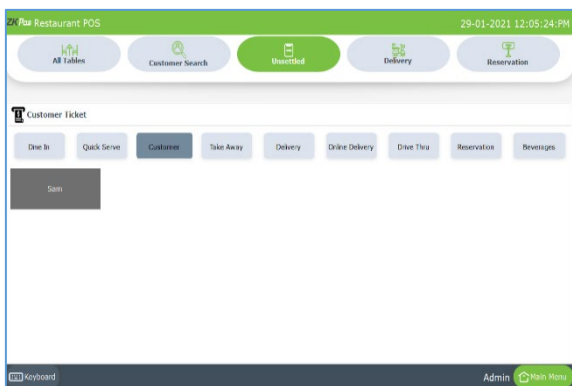 ZKPos Restaurant POS 29-01-2021 12:05:24:PM
All Tables Customer Search Unsettled Delivery Reservation
Customer Ticket
Dine In Quick Serve Customer Take Away Delivery Online Delivery Drive Thru Reservation Beverages
Sam
Keyboard Admin Main Menu